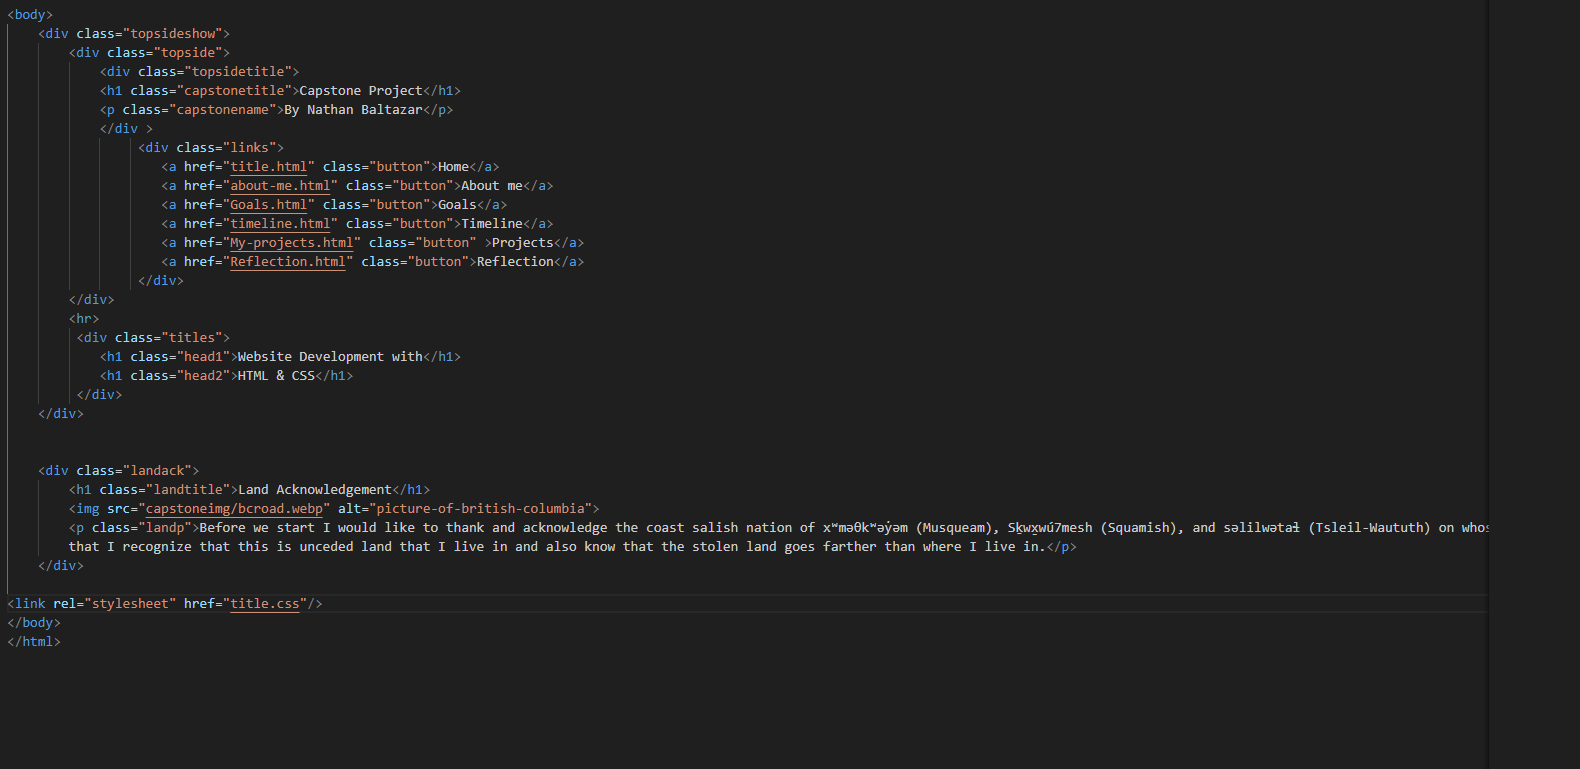 <body>
<div class="topsideshow">
<div class="topside">
<div class="topsidetitle">
<h1 class="capstonetitle">Capstone Project</h1>
<p class="capstonename">By Nathan Baltazar</p>
</div >
<div class="links">
<a href="title.html" class="button">Home</a>
<a href="about-me.html" class="button">About me</a>
<a href="Goals.html" class="button">Goals</a>
<a href="timeline.html" class="button">Timeline</a>
<a href="My-projects.html" class="button" >Projects</a>
<a href="Reflection.html" class="button">Reflection</a>
</div>
</div>
<hr>
<div class="titles">
<h1 class="head1">Website Development with</h1>
<h1 class="head2">HTML & CSS</h1>
</div>
</div>
<div class="landack">
<h1 class="landtitle">Land Acknowledgement</h1>
<img src="capstoneimg/bcroad.webp" alt="picture-of-british-columbia">
<p class="landp">Before we start I would like to thank and acknowledge the coast salish nation of xʷməθkʷəy̓əm (Musqueam), Sḵwx̱wú7mesh (Squamish), and səlilwətaɬ (Tsleil-Waututh) on
that I recognize that this is unceded land that I live in and also know that the stolen land goes farther than where I live in.</p>
</div>
<link rel="stylesheet" href="title.css"/>
</body>
</html>